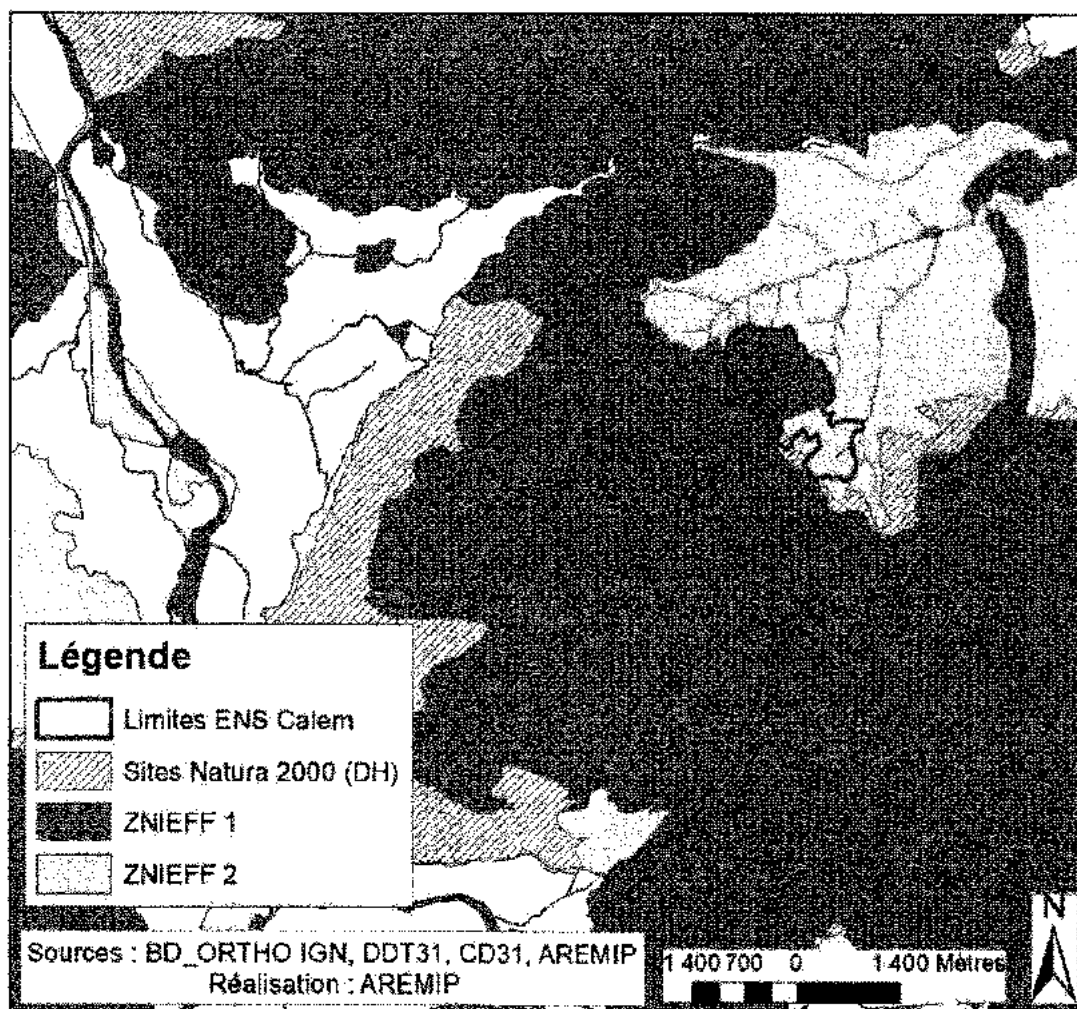 Légende
Limites ENS Calem
Sites Natura 2000 (DH)
ZNIEFF 1
ZNIEFF 2
Sources : BD_ORTHO IGN, DDT31, CD31, AREMIP
Réalisation : AREMIP
1 400 700 0 1 400 Mètres
N